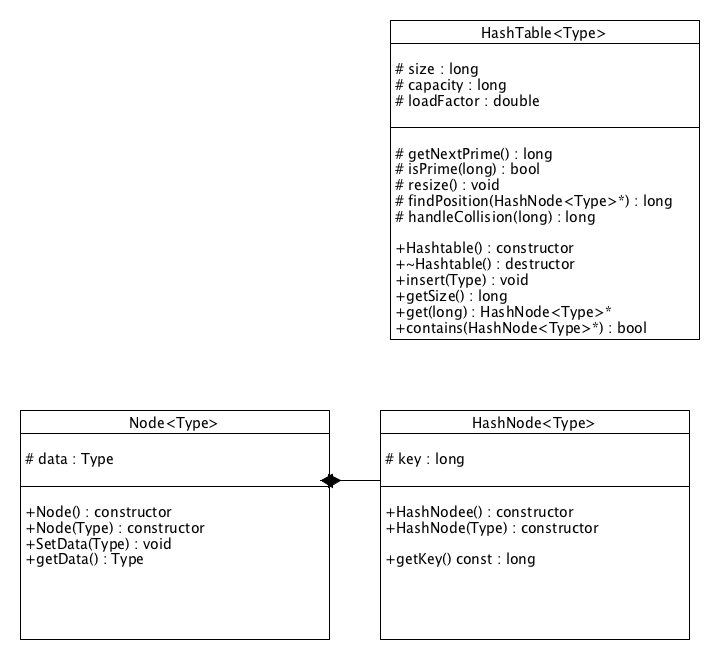 HashTable<Type>
# size : long
# capacity : long
# loadFactor : double
# getNextPrime() : long
# isPrime(long) : bool
# resize() : void
# findPosition(HashNode<Type>*) : long
# handleCollision(long) : long
+Hashtable() : constructor
+~Hashtable() : destructor
+insert(Type) : void
+getSize() : long
+get(long) : HashNode<Type>*
+contains(HashNode<Type>*) : bool
Node<Type>
# data : Type
+Node() : constructor
+Node(Type) : constructor
+SetData(Type) : void
+getData() : Type
HashNode<Type>
# key : long
+HashNodee() : constructor
+HashNode(Type) : constructor
+getKey() const : long